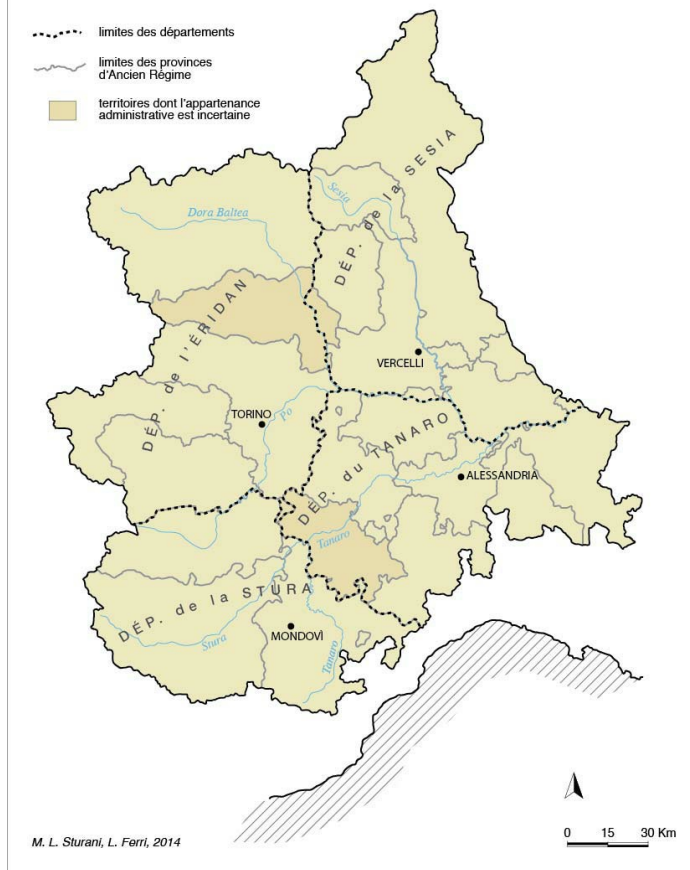 limites des départements
limites des provinces
d'Ancien Régime
territoires dont l'appartenance
administrative est incertaine
DÉP. de la SESIA
Sesia
Dora Baltea
DÉP. de l'ÉRIDAN
VERCELLI
TORINO
Po
DÉP. du TANARO
ALESSANDRIA
Tanaro
DÉP. de la STURA
Stura
MONDOVÌ
Tanaro
M. L. Sturani, L. Ferri, 2014
0 15 30 Km